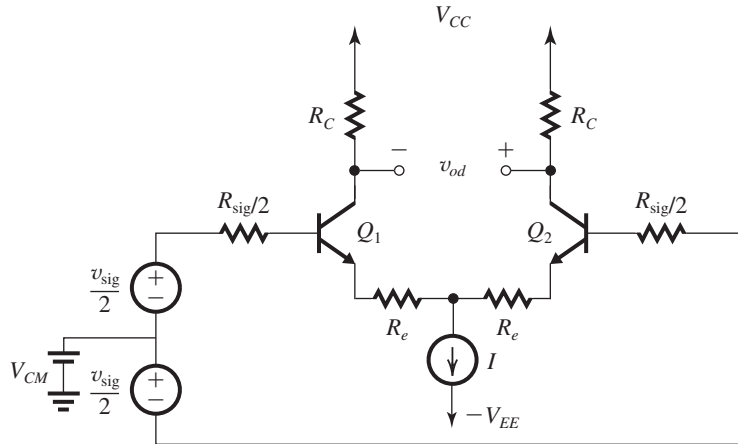 V_CC
R_C
R_C
−
v_od
+
R_sig/2
R_sig/2
Q_1
Q_2
v_sig/2
+
−
R_e
R_e
V_CM
v_sig/2
+
−
I
−V_EE